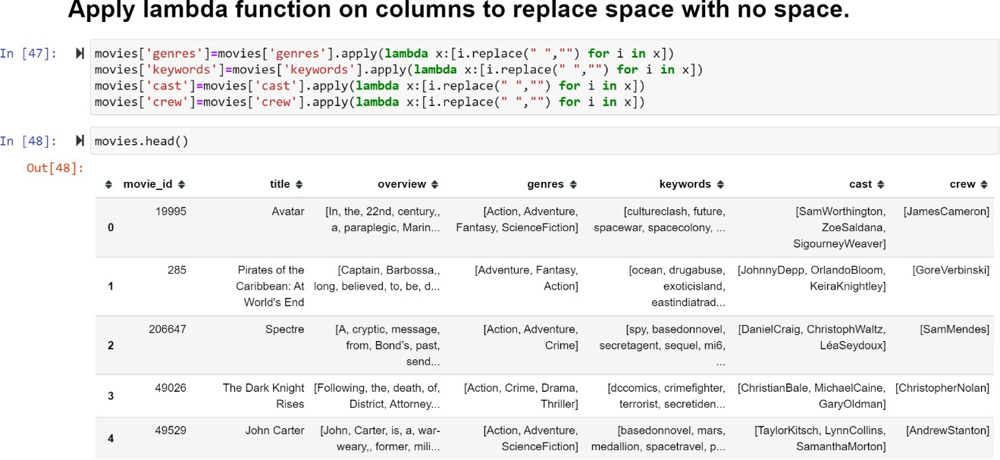 Apply lambda function on columns to replace space with no space.
In [47]:
movies['genres']=movies['genres'].apply(lambda x:[i.replace(" ","") for i in x])
movies['keywords']=movies['keywords'].apply(lambda x:[i.replace(" ","") for i in x])
movies['cast']=movies['cast'].apply(lambda x:[i.replace(" ","") for i in x])
movies['crew']=movies['crew'].apply(lambda x:[i.replace(" ","") for i in x])
In [48]:
movies.head()
Out[48]:
movie_id title overview genres keywords cast crew
19995 Avatar [In, the, 22nd, century,, [Action, Adventure, [cultureclash, future, [SamWorthington, [JamesCameron]
0 a, paraplegic, Marin... Fantasy, ScienceFiction] spacewar, spacecolony, ... ZoeSaldana,
SigourneyWeaver]
285 Pirates of the [Captain, Barbossa,, [Adventure, Fantasy, [ocean, drugabuse, [JohnnyDepp, OrlandoBloom, [GoreVerbinski]
1 Caribbean: At long, believed, to, be, d... Action] exoticisland, KeiraKnightley]
World's End eastindiatrad...
206647 Spectre [A, cryptic, message, [Action, Adventure, [spy, basedonnovel, [DanielCraig, ChristophWaltz, [SamMendes]
2 from, Bond’s, past, Crime] secretagent, sequel, mi6, LéaSeydoux]
send... ...
49026 The Dark Knight [Following, the, death, of, [Action, Crime, Drama, [dccomics, crimefighter, [ChristianBale, MichaelCaine, [ChristopherNolan]
3 Rises District, Attorney... Thriller] terrorist, secretiden... GaryOldman]
49529 John Carter [John, Carter, is, a, war- [Action, Adventure, [basedonnovel, mars, [TaylorKitsch, LynnCollins, [AndrewStanton]
4 weary,, former, mili... ScienceFiction] medallion, spacetravel, p... SamanthaMorton]